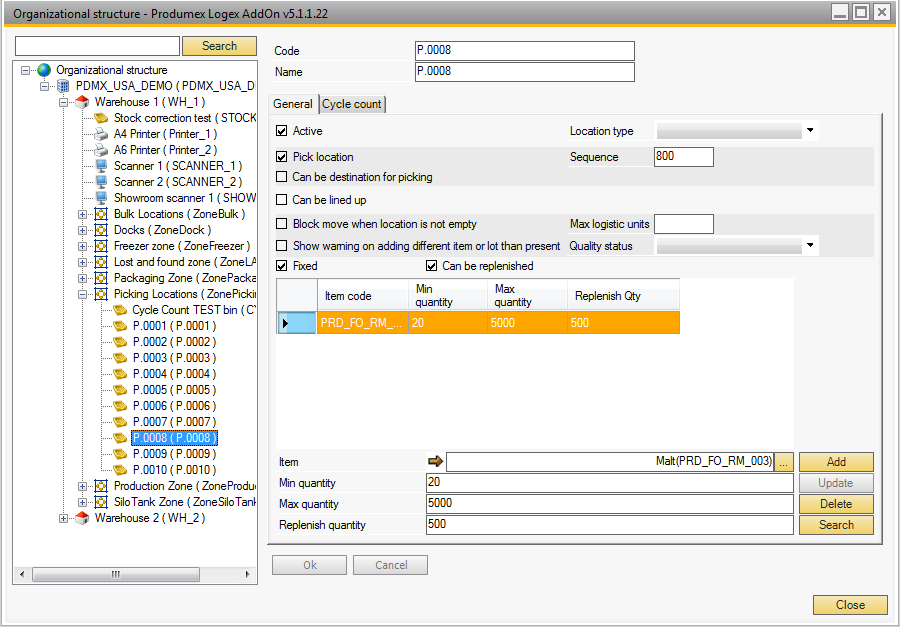 Organizational structure - Produmex Logex AddOn v5.1.1.22
Search
Organizational structure
PDMX_USA_DEMO ( PDMX_USA_D
Warehouse 1 ( WH_1 )
Stock correction test ( STOCK
A4 Printer ( Printer_1 )
A6 Printer ( Printer_2 )
Scanner 1 ( SCANNER_1 )
Scanner 2 ( SCANNER_2 )
Showroom scanner 1 ( SHOW
Bulk Locations ( ZoneBulk )
Docks ( ZoneDock )
Freezer zone ( ZoneFreezer )
Lost and found zone ( ZoneLA
Packaging Zone ( ZonePacka
Picking Locations ( ZonePickin
Cycle Count TEST bin ( CY
P.0001 ( P.0001 )
P.0002 ( P.0002 )
P.0003 ( P.0003 )
P.0004 ( P.0004 )
P.0005 ( P.0005 )
P.0006 ( P.0006 )
P.0007 ( P.0007 )
P.0008 ( P.0008 )
P.0009 ( P.0009 )
P.0010 ( P.0010 )
Production Zone ( ZoneProdu
SiloTank Zone ( ZoneSiloTank
Warehouse 2 ( WH_2 )
Code P.0008
Name P.0008
General Cycle count
Active Location type
Pick location Sequence 800
Can be destination for picking
Can be lined up
Block move when location is not empty Max logistic units
Show warning on adding different item or lot than present Quality status
Fixed Can be replenished
Item code Min quantity Max quantity Replenish Qty
PRD_FO_RM_... 20 5000 500
Item Malt(PRD_FO_RM_003) ... Add
Min quantity 20 Update
Max quantity 5000 Delete
Replenish quantity 500 Search
Ok Cancel
Close